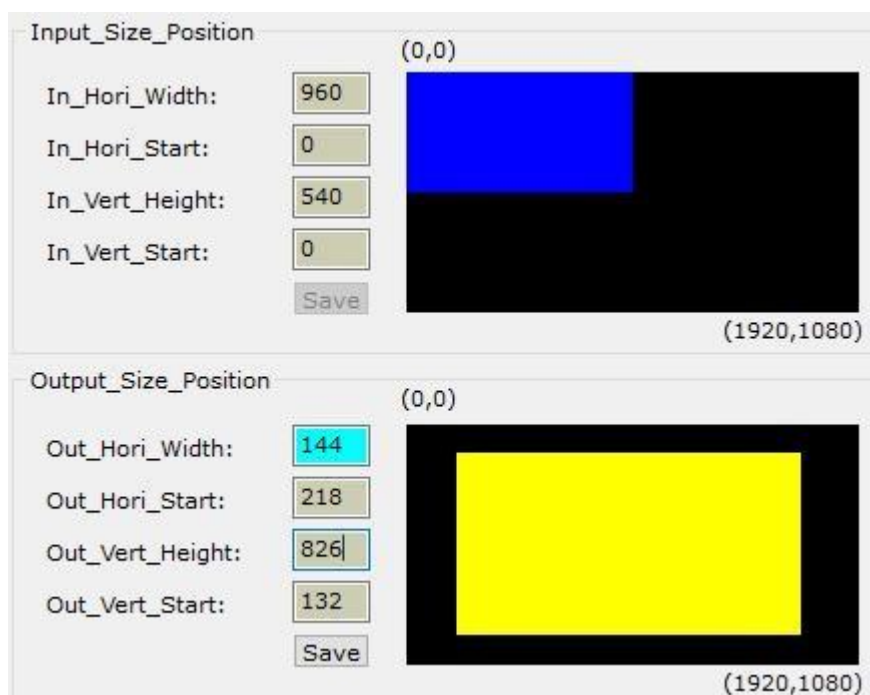 Input_Size_Position
(0,0)
In_Hori_Width: 960
In_Hori_Start: 0
In_Vert_Height: 540
In_Vert_Start: 0
Save
(1920,1080)
Output_Size_Position
(0,0)
Out_Hori_Width: 144
Out_Hori_Start: 218
Out_Vert_Height: 826
Out_Vert_Start: 132
Save
(1920,1080)